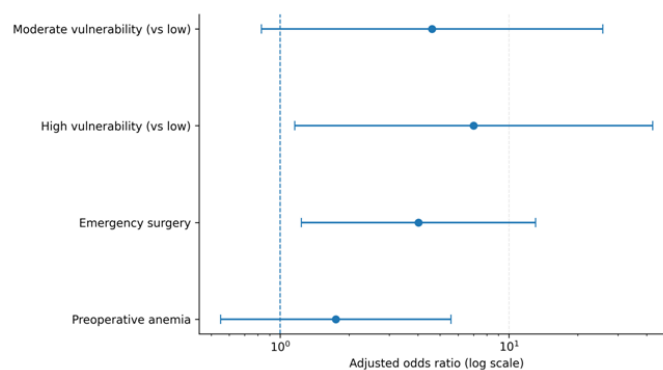 Moderate vulnerability (vs low)
High vulnerability (vs low)
Emergency surgery
Preoperative anemia
10⁰ 10¹
Adjusted odds ratio (log scale)